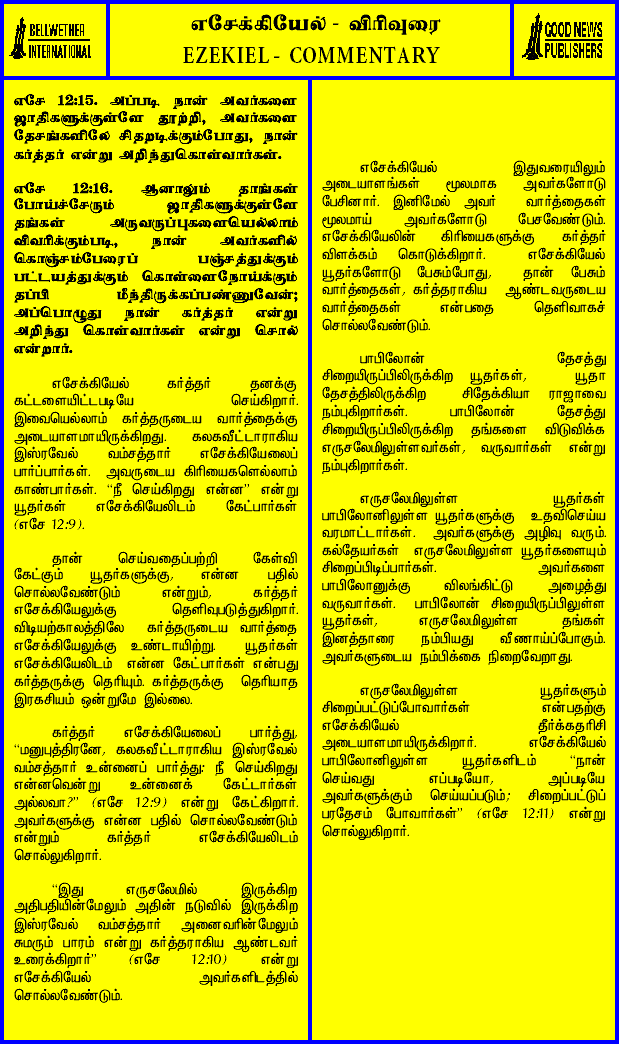 BELLWETHER
INTERNATIONAL
எசேக்கியேல் - விரிவுரை
EZEKIEL - COMMENTARY
GOOD NEWS
PUBLISHERS
எசே 12:15. அப்படி நான் அவர்களை
ஜாதிகளுக்குள்ளே தூற்றி, அவர்களை
தேசங்களிலே சிதறடிக்கும்போது, நான்
கர்த்தர் என்று அறிந்துகொள்வார்கள்.
எசே 12:16. ஆனாலும் தாங்கள்
போய்ச்சேரும் ஜாதிகளுக்குள்ளே
தங்கள் அருவருப்புகளையெல்லாம்
விவரிக்கும்படி, நான் அவர்களில்
கொஞ்சம்பேரைப் பஞ்சத்துக்கும்
பட்டயத்துக்கும் கொள்ளைநோய்க்கும்
தப்பி மீந்திருக்கப்பண்ணுவேன்;
அப்பொழுது நான் கர்த்தர் என்று
அறிந்து கொள்வார்கள் என்று சொல்
என்றார்.
எசேக்கியேல் கர்த்தர் தனக்கு
கட்டளையிட்டபடியே செய்கிறார்.
இவையெல்லாம் கர்த்தருடைய வார்த்தைக்கு
அடையாளமாயிருக்கிறது. கலகவீட்டாராகிய
இஸ்ரவேல் வம்சத்தார் எசேக்கியேலைப்
பார்ப்பார்கள். அவருடைய கிரியைகளெல்லாம்
காண்பார்கள். “நீ செய்கிறது என்ன” என்று
யூதர்கள் எசேக்கியேலிடம் கேட்பார்கள்
(எசே 12:9).
தான் செய்வதைப்பற்றி கேள்வி
கேட்கும் யூதர்களுக்கு, என்ன பதில்
சொல்லவேண்டும் என்றும், கர்த்தர்
எசேக்கியேலுக்கு தெளிவுபடுத்துகிறார்.
விடியற்காலத்திலே கர்த்தருடைய வார்த்தை
எசேக்கியேலுக்கு உண்டாயிற்று. யூதர்கள்
எசேக்கியேலிடம் என்ன கேட்பார்கள் என்பது
கர்த்தருக்கு தெரியும். கர்த்தருக்கு தெரியாத
இரகசியம் ஒன்றுமே இல்லை.
கர்த்தர் எசேக்கியேலைப் பார்த்து,
“மனுபுத்திரனே, கலகவீட்டாராகிய இஸ்ரவேல்
வம்சத்தார் உன்னைப் பார்த்து: நீ செய்கிறது
என்னவென்று உன்னைக் கேட்டார்கள்
அல்லவா?” (எசே 12:9) என்று கேட்கிறார்.
அவர்களுக்கு என்ன பதில் சொல்லவேண்டும்
என்றும் கர்த்தர் எசேக்கியேலிடம்
சொல்லுகிறார்.
“இது எருசலேமில் இருக்கிற
அதிபதியின்மேலும் அதின் நடுவில் இருக்கிற
இஸ்ரவேல் வம்சத்தார் அனைவரின்மேலும்
சுமரும் பாரம் என்று கர்த்தராகிய ஆண்டவர்
உரைக்கிறார்” (எசே 12:10) என்று
எசேக்கியேல் அவர்களிடத்தில்
சொல்லவேண்டும்.
எசேக்கியேல் இதுவரையிலும்
அடையாளங்கள் மூலமாக அவர்களோடு
பேசினார். இனிமேல் அவர் வார்த்தைகள்
மூலமாய் அவர்களோடு பேசவேண்டும்.
எசேக்கியேலின் கிரியைகளுக்கு கர்த்தர்
விளக்கம் கொடுக்கிறார். எசேக்கியேல்
யூதர்களோடு பேசும்போது, தான் பேசும்
வார்த்தைகள், கர்த்தராகிய ஆண்டவருடைய
வார்த்தைகள் என்பதை தெளிவாகச்
சொல்லவேண்டும்.
பாபிலோன் தேசத்து
சிறையிருப்பிலிருக்கிற யூதர்கள், யூதா
தேசத்திலிருக்கிற சிதேக்கியா ராஜாவை
நம்புகிறார்கள். பாபிலோன் தேசத்து
சிறையிருப்பிலிருக்கிற தங்களை விடுவிக்க
எருசலேமிலுள்ளவர்கள், வருவார்கள் என்று
நம்புகிறார்கள்.
எருசலேமிலுள்ள யூதர்கள்
பாபிலோனிலுள்ள யூதர்களுக்கு உதவிசெய்ய
வரமாட்டார்கள். அவர்களுக்கு அழிவு வரும்.
கல்தேயர்கள் எருசலேமிலுள்ள யூதர்களையும்
சிறைப்பிடிப்பார்கள். அவர்களை
பாபிலோனுக்கு விலங்கிட்டு அழைத்து
வருவார்கள். பாபிலோன் சிறையிருப்பிலுள்ள
யூதர்கள், எருசலேமிலுள்ள தங்கள்
இனத்தாரை நம்பியது வீணாய்ப்போகும்.
அவர்களுடைய நம்பிக்கை நிறைவேறாது.
எருசலேமிலுள்ள யூதர்களும்
சிறைப்பட்டுப்போவார்கள் என்பதற்கு
எசேக்கியேல் தீர்க்கதரிசி
அடையாளமாயிருக்கிறார். எசேக்கியேல்
பாபிலோனிலுள்ள யூதர்களிடம் “நான்
செய்வது எப்படியோ, அப்படியே
அவர்களுக்கும் செய்யப்படும்; சிறைப்பட்டுப்
பரதேசம் போவார்கள்” (எசே 12:11) என்று
சொல்லுகிறார்.